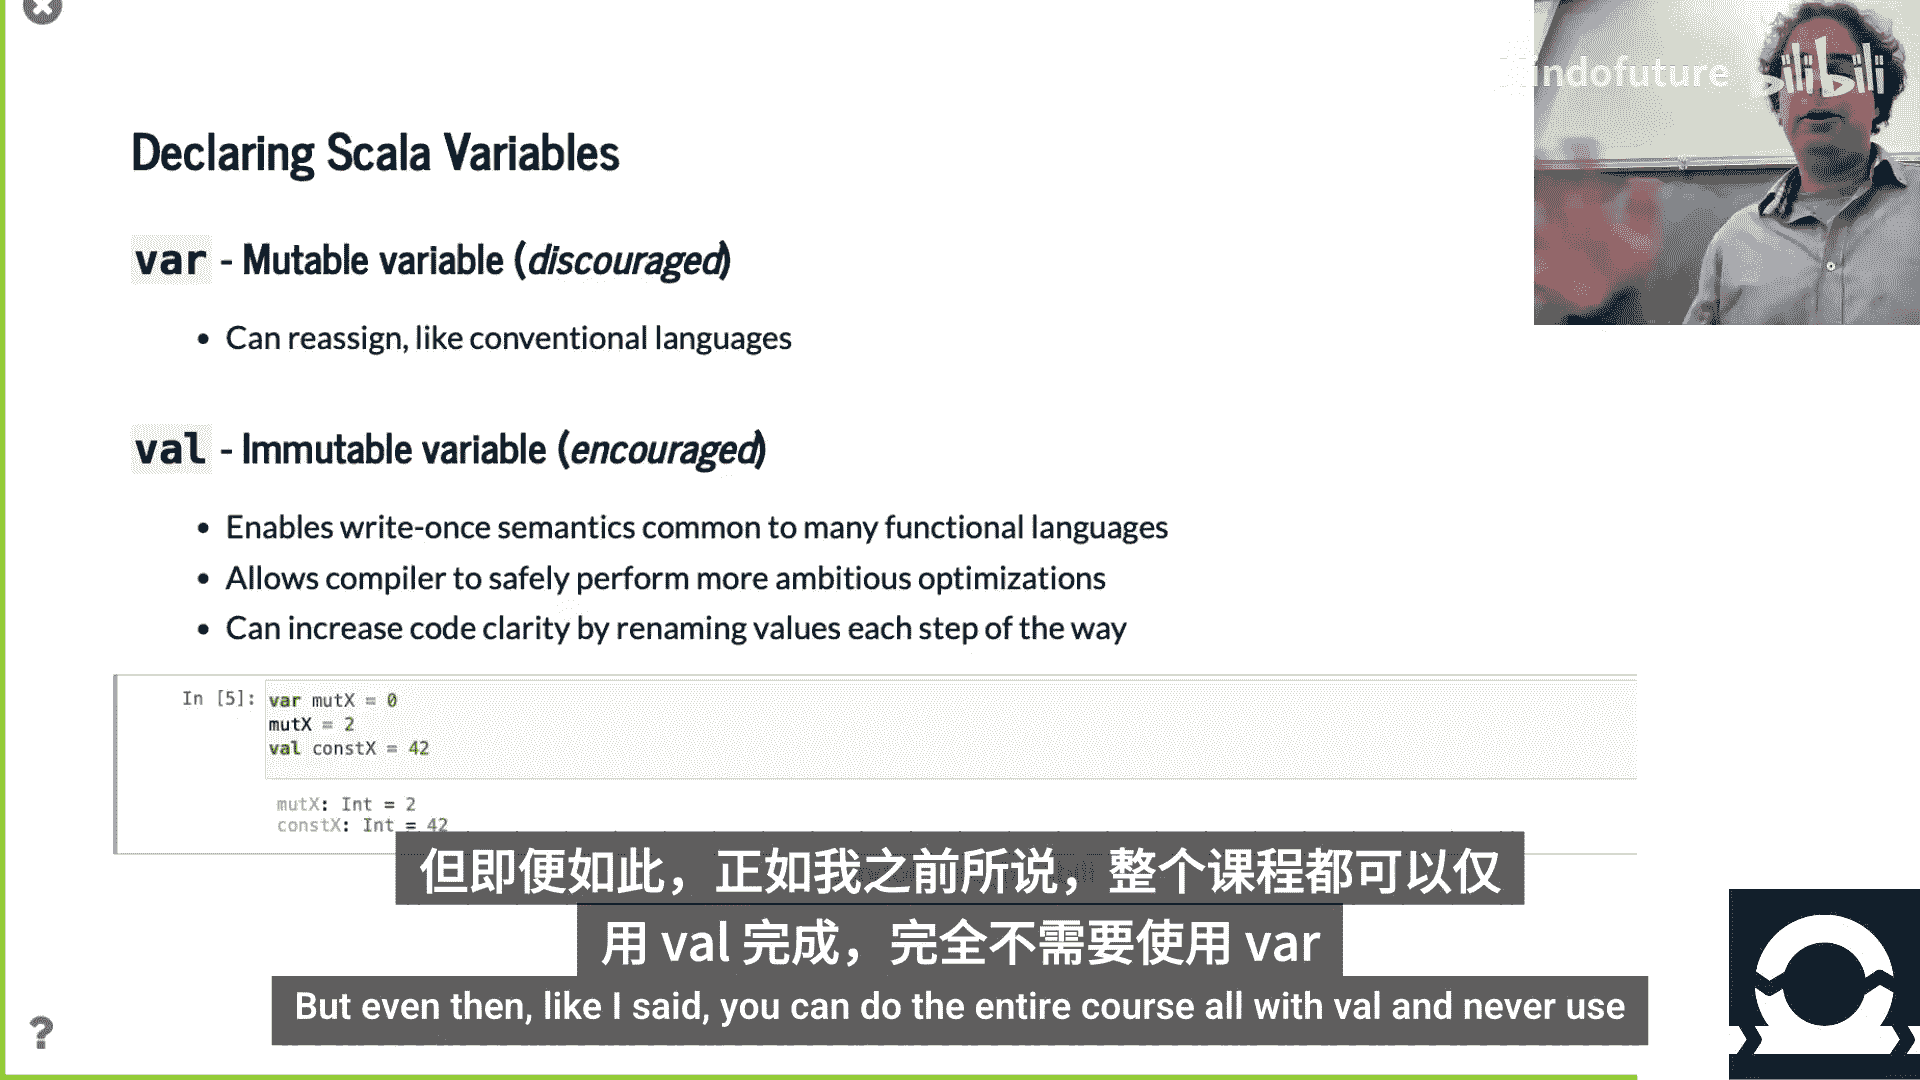 indofuture
bilibili
Declaring Scala Variables
var - Mutable variable (discouraged)
• Can reassign, like conventional languages
val - Immutable variable (encouraged)
• Enables write-once semantics common to many functional languages
• Allows compiler to safely perform more ambitious optimizations
• Can increase code clarity by renaming values each step of the way
In [5]: var mutX = 0
mutX = 2
val constX = 42
mutX: Int = 2
constX: Int = 42
但即便如此，正如我之前所说，整个课程都可以仅
用 val 完成，完全不需要使用 var
But even then, like I said, you can do the entire course all with val and never use
?